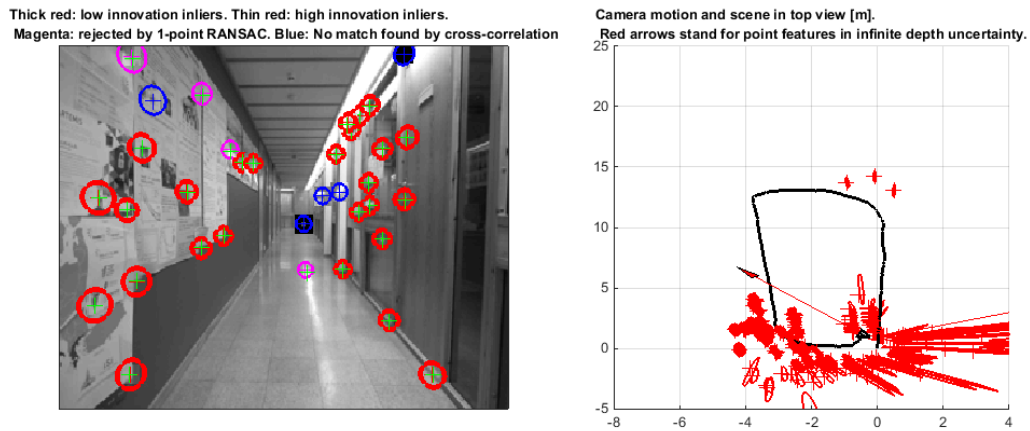 Thick red: low innovation inliers. Thin red: high innovation inliers.
Magenta: rejected by 1-point RANSAC. Blue: No match found by cross-correlation
Camera motion and scene in top view [m].
Red arrows stand for point features in infinite depth uncertainty.
25
20
15
10
5
0
-5
-8 -6 -4 -2 0 2 4